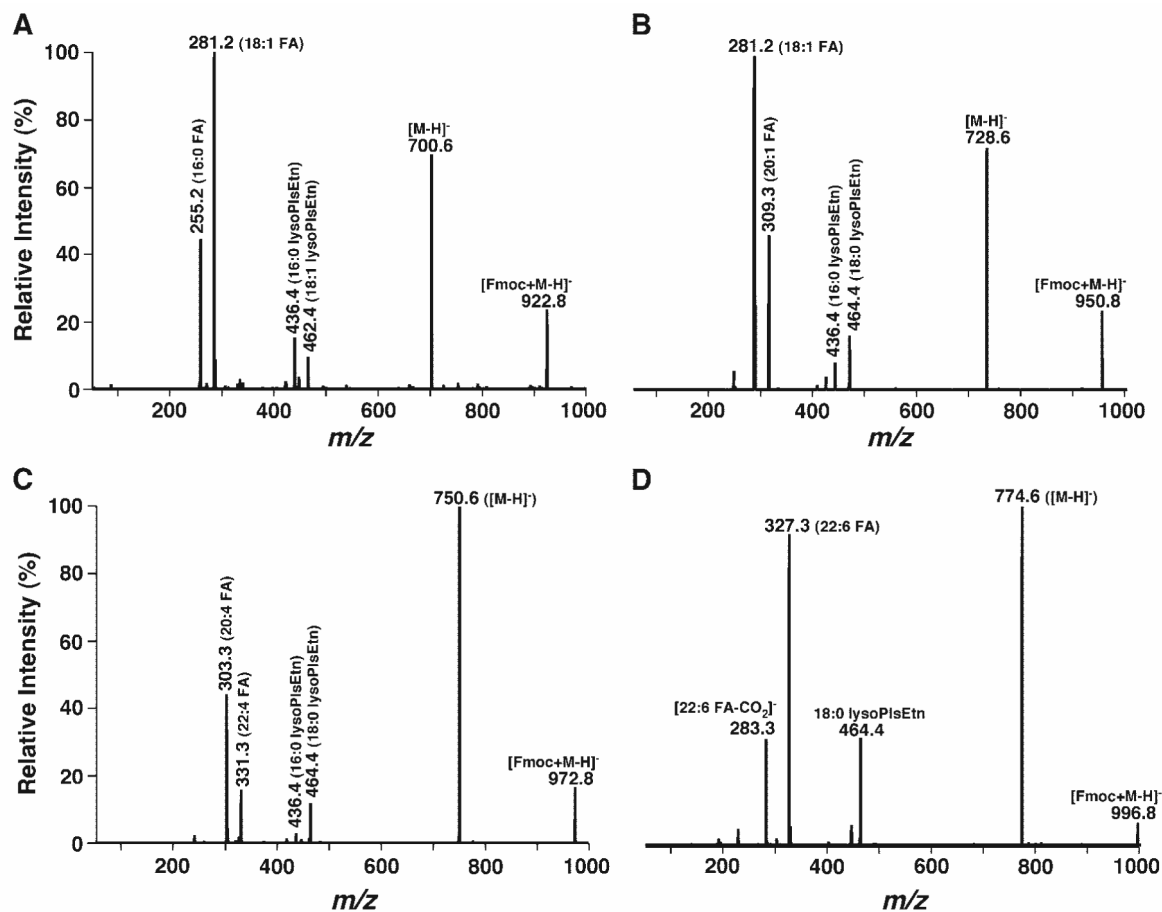 A
B
281.2 (18:1 FA)
281.2 (18:1 FA)
100
80
60
40
20
0
Relative Intensity (%)
255.2 (16:0 FA)
436.4 (16:0 lysoPlsEtn)
462.4 (18:1 lysoPlsEtn)
[M-H]-
700.6
[Fmoc+M-H]-
922.8
200
400
600
800
1000
m/z
309.3 (20:1 FA)
436.4 (16:0 lysoPlsEtn)
464.4 (18:0 lysoPlsEtn)
[M-H]-
728.6
[Fmoc+M-H]-
950.8
200
400
600
800
1000
m/z
C
D
750.6 ([M-H]-)
774.6 ([M-H]-)
100
80
60
40
20
0
Relative Intensity (%)
303.3 (20:4 FA)
331.3 (22:4 FA)
436.4 (16:0 lysoPlsEtn)
464.4 (18:0 lysoPlsEtn)
[Fmoc+M-H]-
972.8
200
400
600
800
1000
m/z
327.3 (22:6 FA)
[22:6 FA-CO₂]-
283.3
18:0 lysoPlsEtn
464.4
[Fmoc+M-H]-
996.8
200
400
600
800
1000
m/z